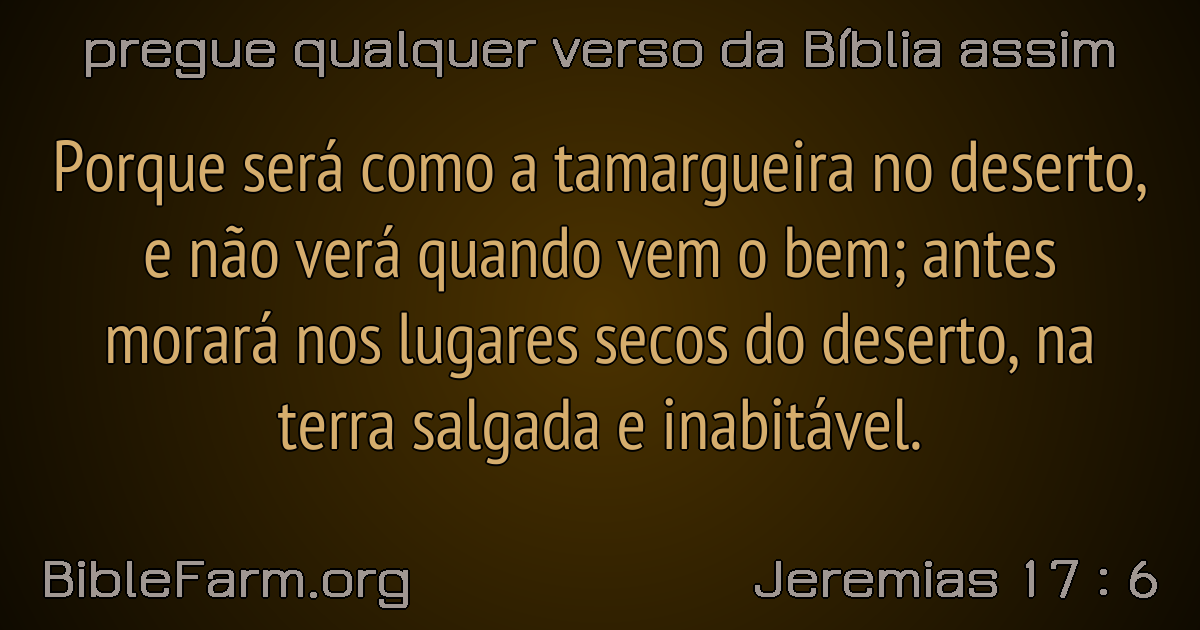 pregue qualquer verso da Bíblia assim
Porque será como a tamargueira no deserto,
e não verá quando vem o bem; antes
morará nos lugares secos do deserto, na
terra salgada e inabitável.
BibleFarm.org
Jeremias 17 : 6